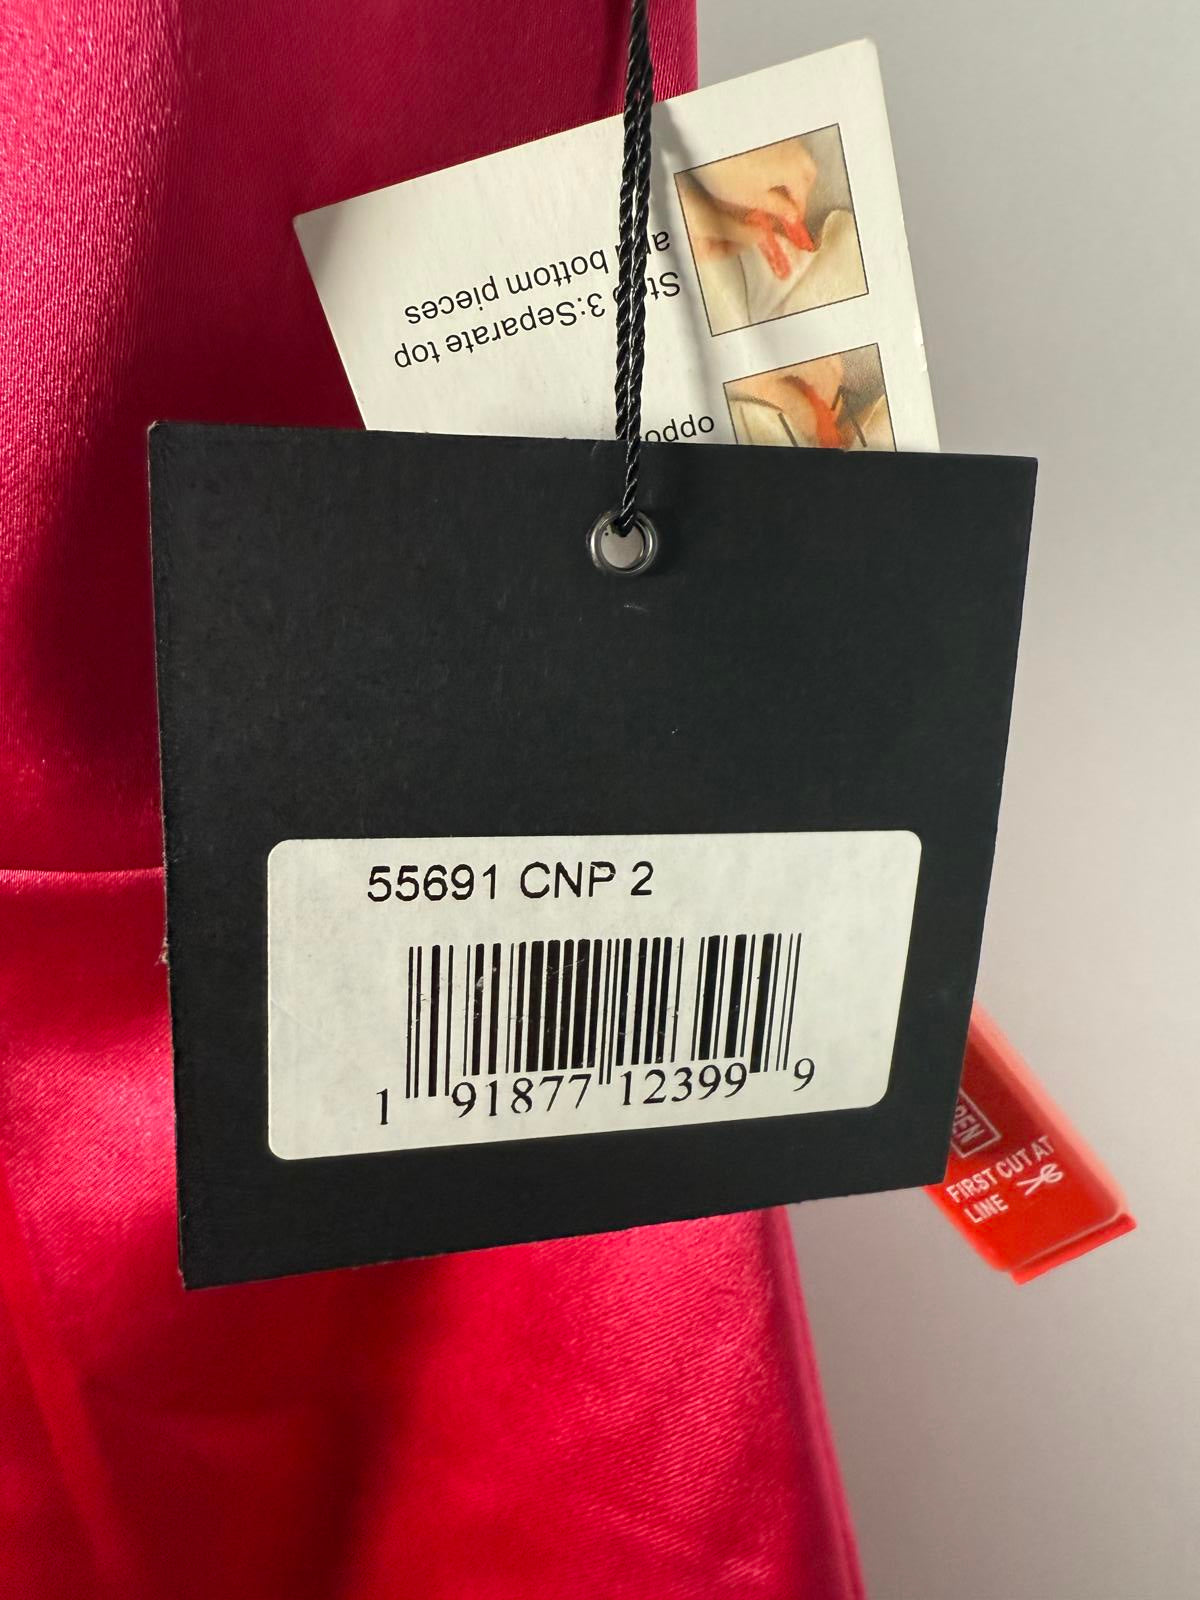 Step 3:Separate top
and bottom pieces
55691 CNP 2
1 91877 12399 9
FIRST CUT AT
LINE